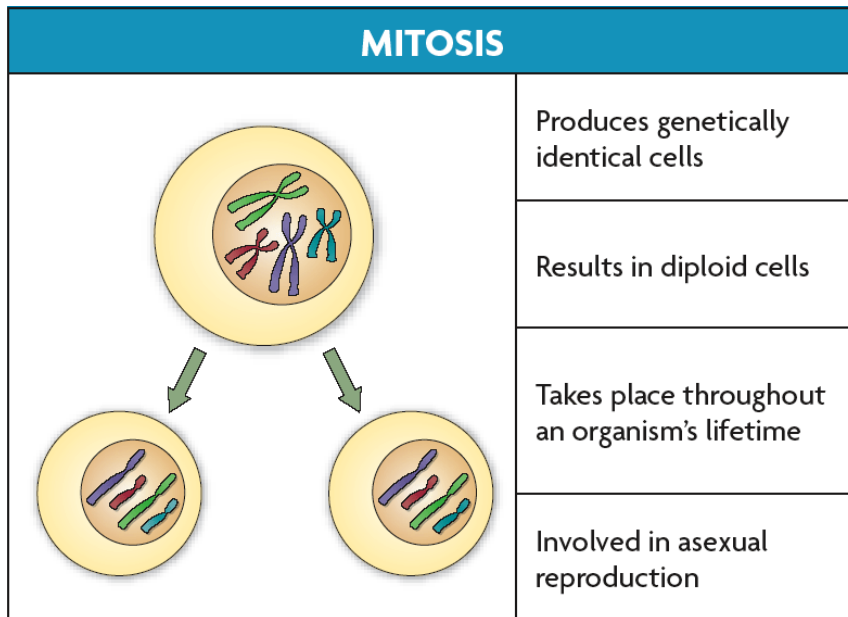 MITOSIS
Produces genetically
identical cells
Results in diploid cells
Takes place throughout
an organism’s lifetime
Involved in asexual
reproduction